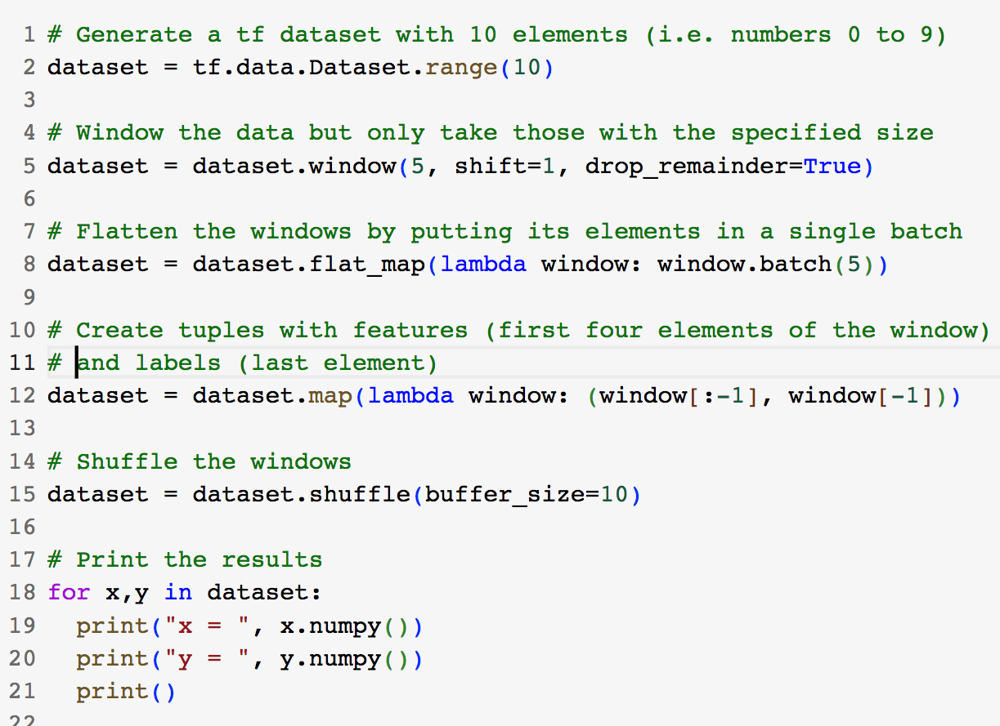 1 # Generate a tf dataset with 10 elements (i.e. numbers 0 to 9)
2 dataset = tf.data.Dataset.range(10)
3
4 # Window the data but only take those with the specified size
5 dataset = dataset.window(5, shift=1, drop_remainder=True)
6
7 # Flatten the windows by putting its elements in a single batch
8 dataset = dataset.flat_map(lambda window: window.batch(5))
9
10 # Create tuples with features (first four elements of the window)
11 # and labels (last element)
12 dataset = dataset.map(lambda window: (window[:-1], window[-1]))
13
14 # Shuffle the windows
15 dataset = dataset.shuffle(buffer_size=10)
16
17 # Print the results
18 for x,y in dataset:
19   print("x = ", x.numpy())
20   print("y = ", y.numpy())
21   print()
22